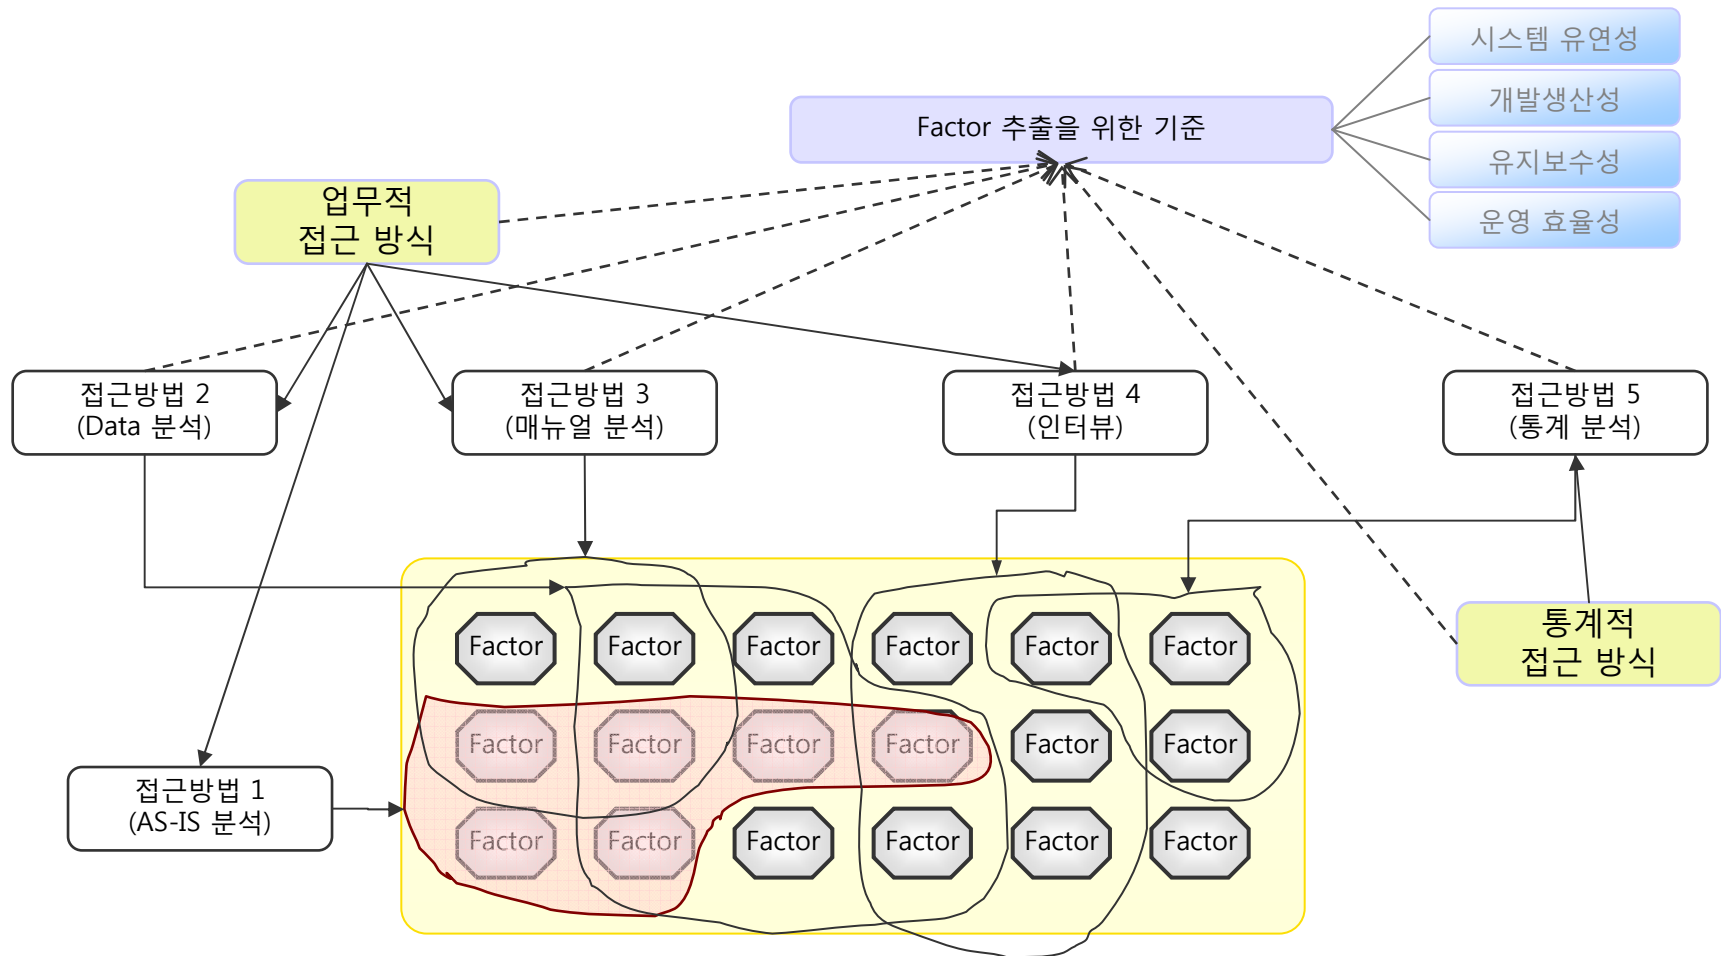 시스템 유연성
개발생산성
Factor 추출을 위한 기준
유지보수성
업무적
접근 방식
운영 효율성
접근방법 2
(Data 분석)
접근방법 3
(매뉴얼 분석)
접근방법 4
(인터뷰)
접근방법 5
(통계 분석)
Factor Factor Factor Factor Factor Factor
통계적
접근 방식
Factor Factor Factor Factor Factor Factor
접근방법 1
(AS-IS 분석)
Factor Factor Factor Factor Factor Factor